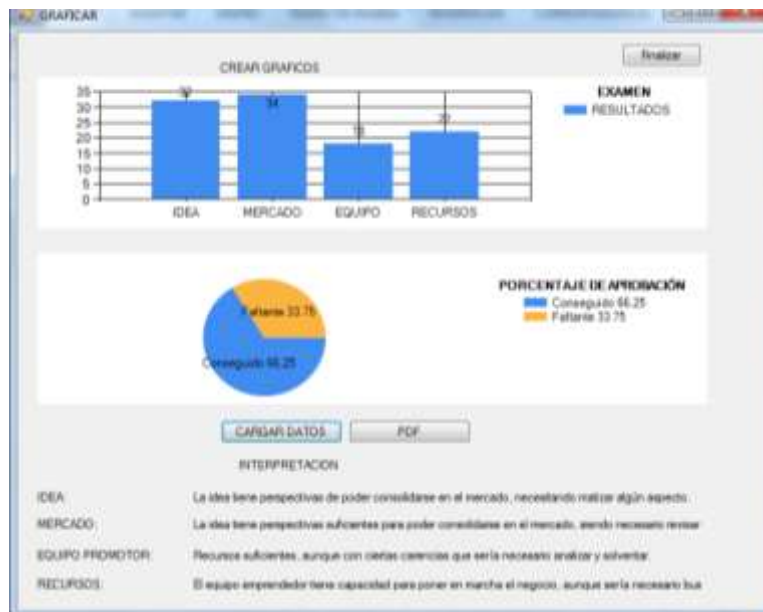 GRAFICAR
Finalizar
CREAR GRAFICOS
35
30
25
20
15
10
5
0
32
34
18
22
IDEA MERCADO EQUIPO RECURSOS
EXAMEN
RESULTADOS
Faltante 33.75
Conseguido 66.25
PORCENTAJE DE APROBACIÓN
Conseguido 66.25
Faltante 33.75
CARGAR DATOS PDF
INTERPRETACION
IDEA: La idea tiene perspectivas de poder consolidarse en el mercado, necesitando matizar algún aspecto.
MERCADO: La idea tiene perspectivas suficientes para poder consolidarse en el mercado, siendo necesario revisar
EQUIPO PROMOTOR: Recursos suficientes, aunque con ciertas carencias que sería necesario analizar y solventar.
RECURSOS: El equipo emprendedor tiene capacidad para poner en marcha el negocio, aunque sería necesario bus